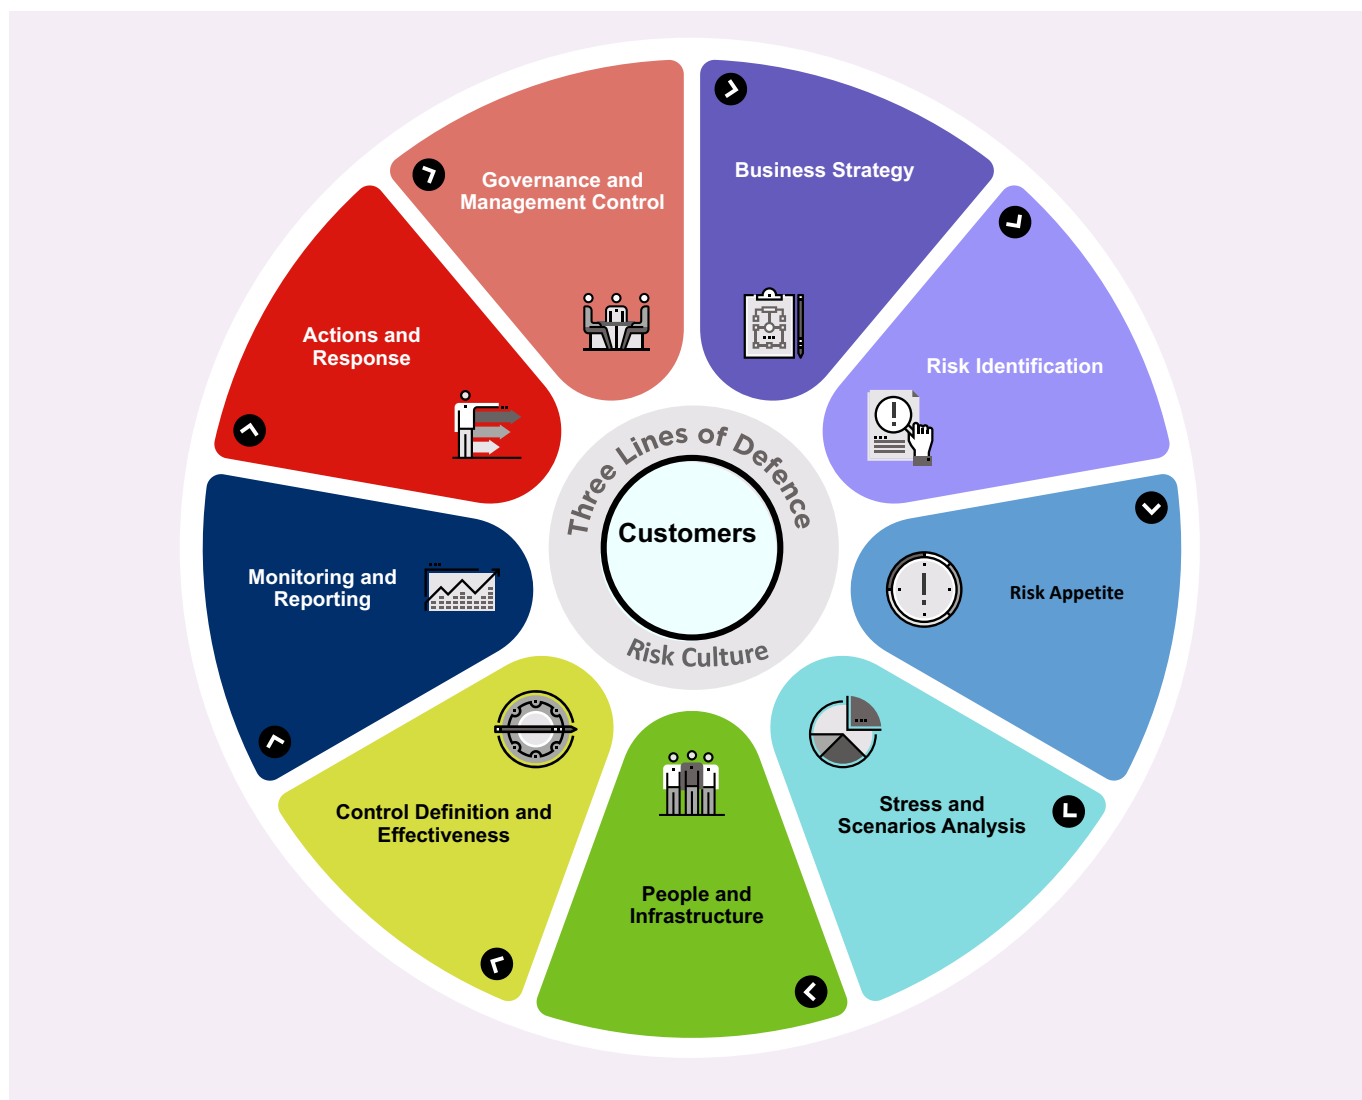 Governance and
Management Control
Business Strategy
Risk Identification
Actions and
Response
Three Lines of Defence
Customers
Risk Culture
Monitoring and
Reporting
Risk Appetite
Control Definition and
Effectiveness
Stress and
Scenarios Analysis
People and
Infrastructure